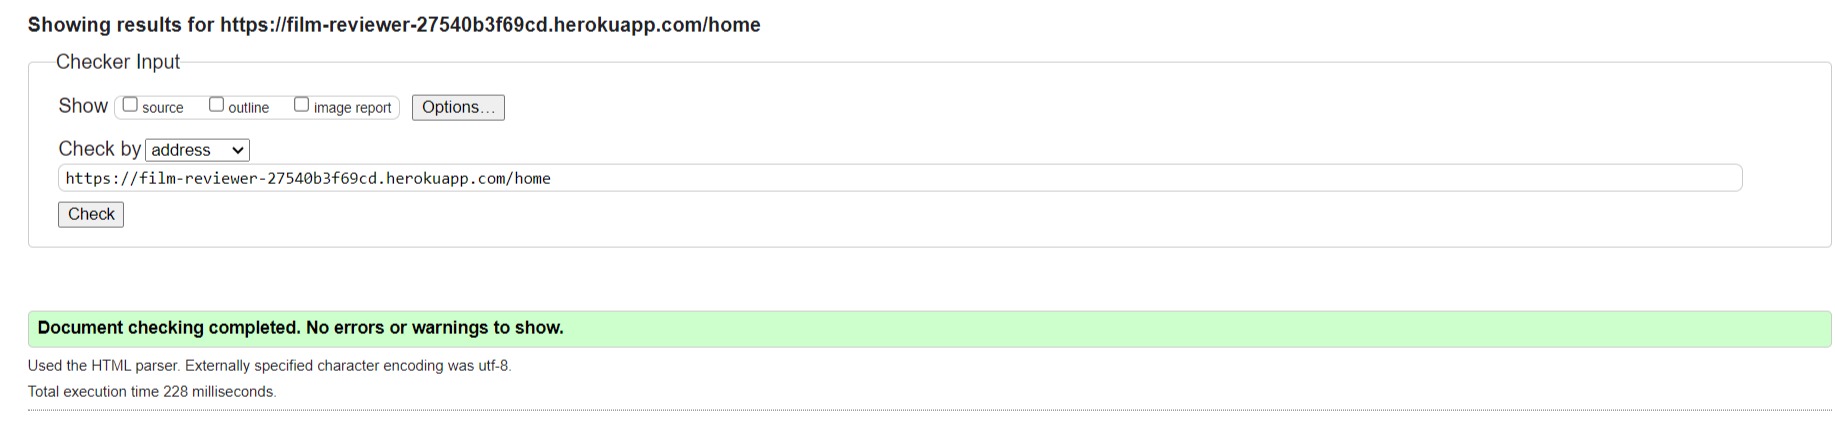 Showing results for https://film-reviewer-27540b3f69cd.herokuapp.com/home
Checker Input
Show source outline image report Options...
Check by address
https://film-reviewer-27540b3f69cd.herokuapp.com/home
Check
Document checking completed. No errors or warnings to show.
Used the HTML parser. Externally specified character encoding was utf-8.
Total execution time 228 milliseconds.